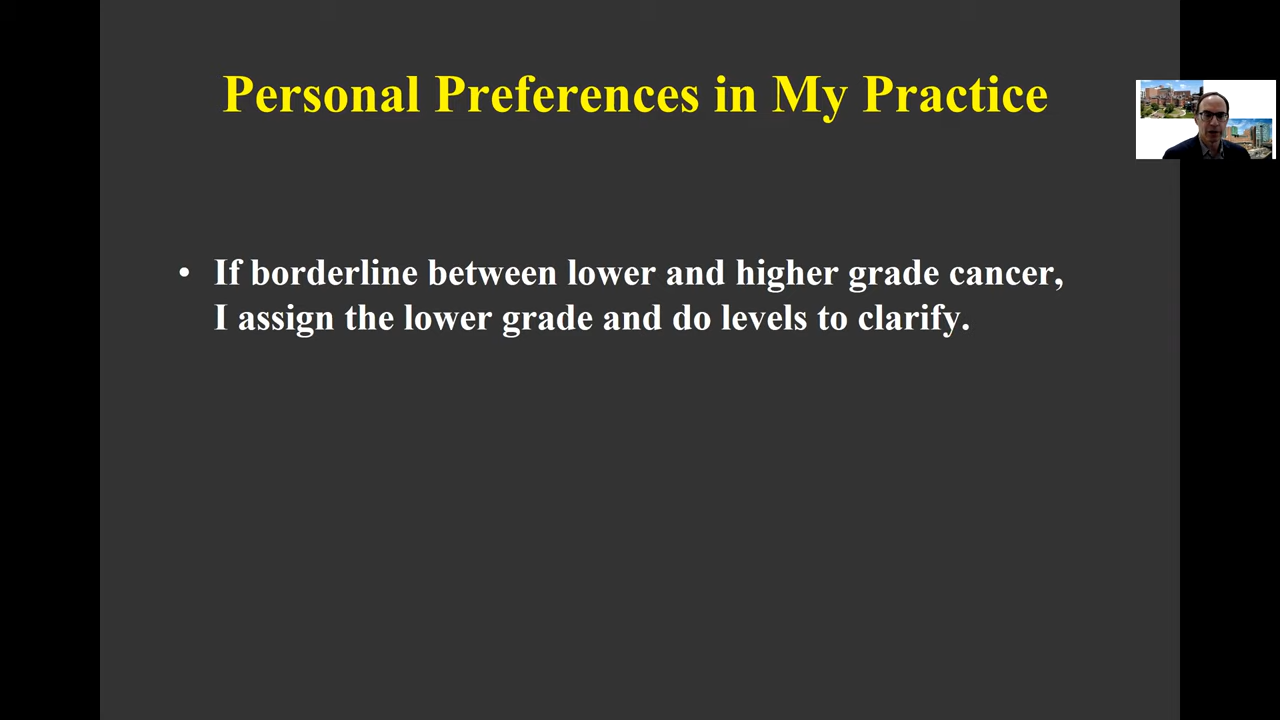 Personal Preferences in My Practice
• If borderline between lower and higher grade cancer,
I assign the lower grade and do levels to clarify.